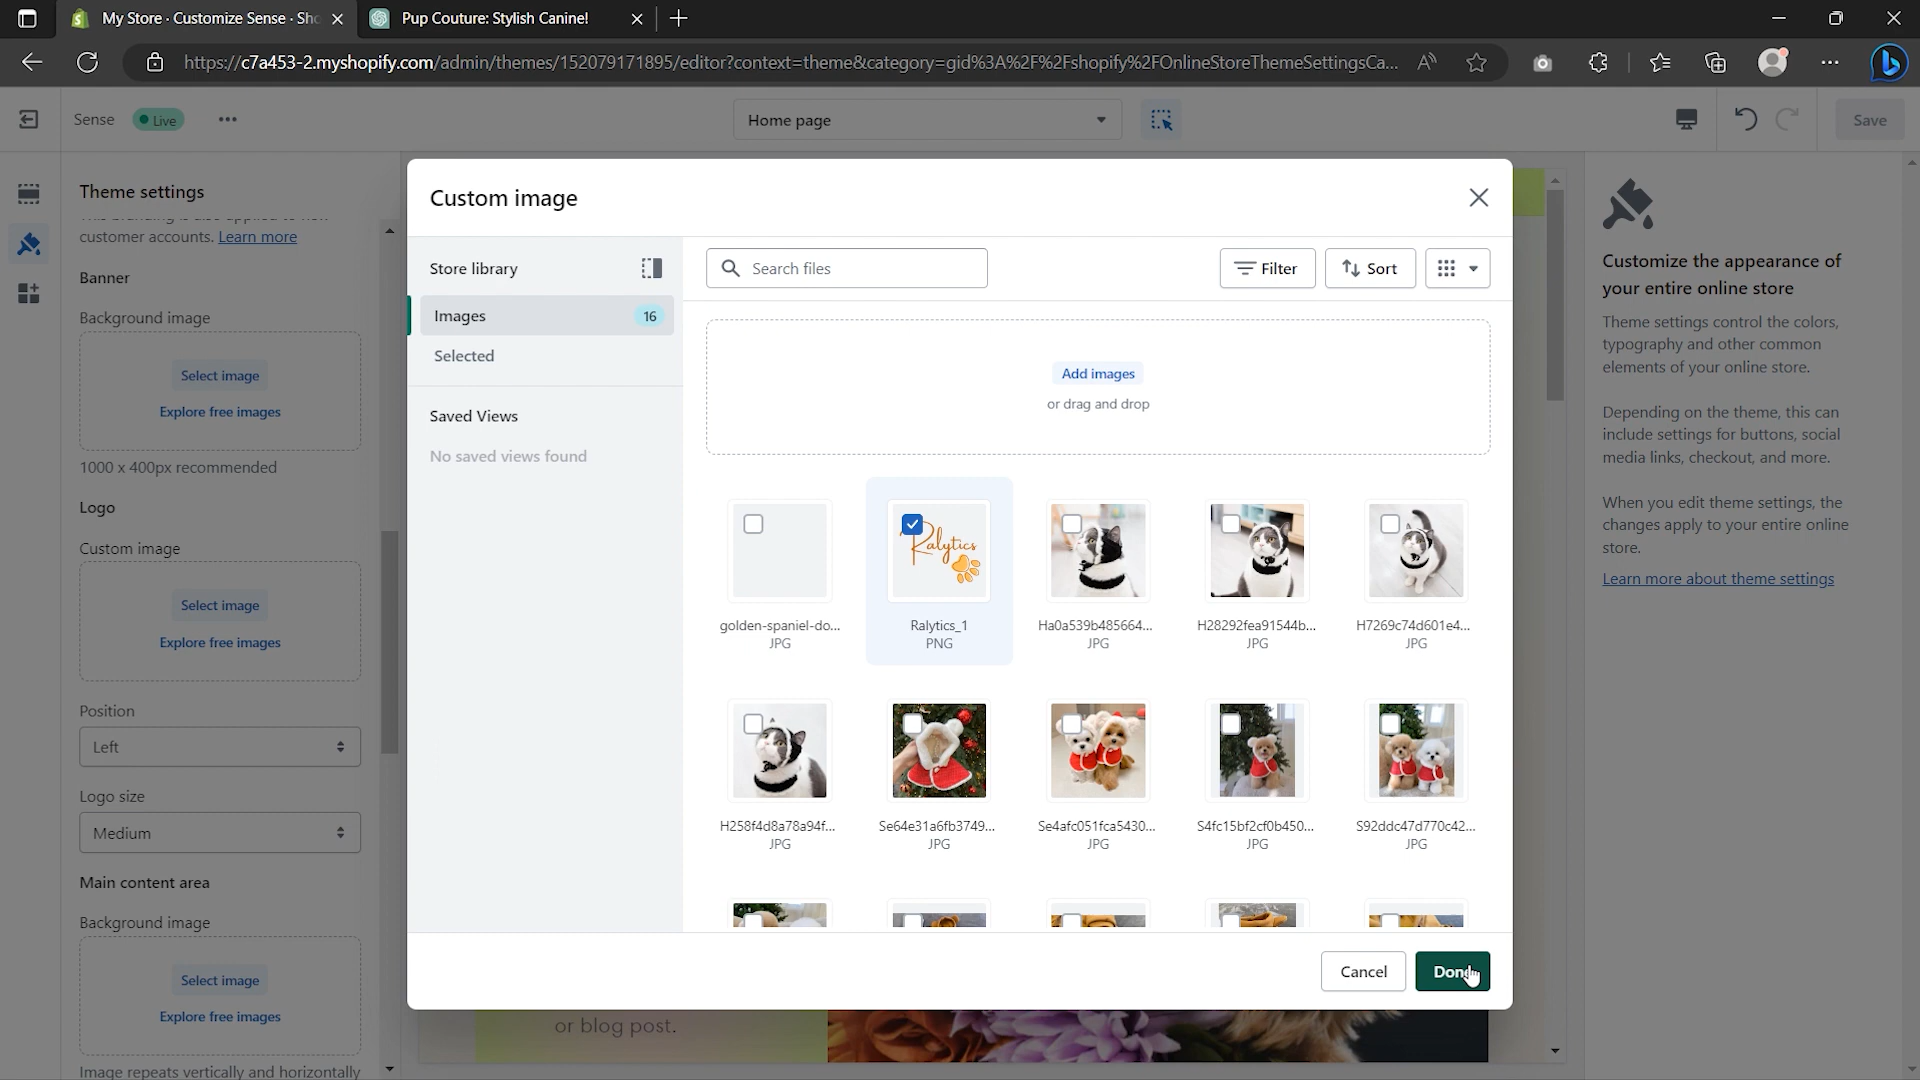 My Store · Customize Sense · Sho
Pup Couture: Stylish Canine!
https://c7a453-2.myshopify.com/admin/themes/152079171895/editor?context=theme&category=gid%3A%2F%2Fshopify%2FOnlineStoreThemeSettingsCa...
Sense
Live
Home page
Save
Theme settings
customer accounts. Learn more
Banner
Background image
Select image
Explore free images
1000 x 400px recommended
Logo
Custom image
Select image
Explore free images
Position
Left
Logo size
Medium
Main content area
Background image
Select image
Explore free images
Image repeats vertically and horizontally
Custom image
Store library
Images
16
Selected
Saved Views
No saved views found
Search files
Filter
Sort
Add images
or drag and drop
Ralytics
golden-spaniel-do...
JPG
Ralytics_1
PNG
Ha0a539b485664...
JPG
H28292fea91544b...
JPG
H7269c74d601e4...
JPG
H258f4d8a78a94f...
JPG
Se64e31a6fb3749...
JPG
Se4afc051fca5430...
JPG
S4fc15bf2cf0b450...
JPG
S92ddc47d770c42...
JPG
Cancel
Done
or blog post.
Customize the appearance of
your entire online store
Theme settings control the colors,
typography and other common
elements of your online store.
Depending on the theme, this can
include settings for buttons, social
media links, checkout, and more.
When you edit theme settings, the
changes apply to your entire online
store.
Learn more about theme settings